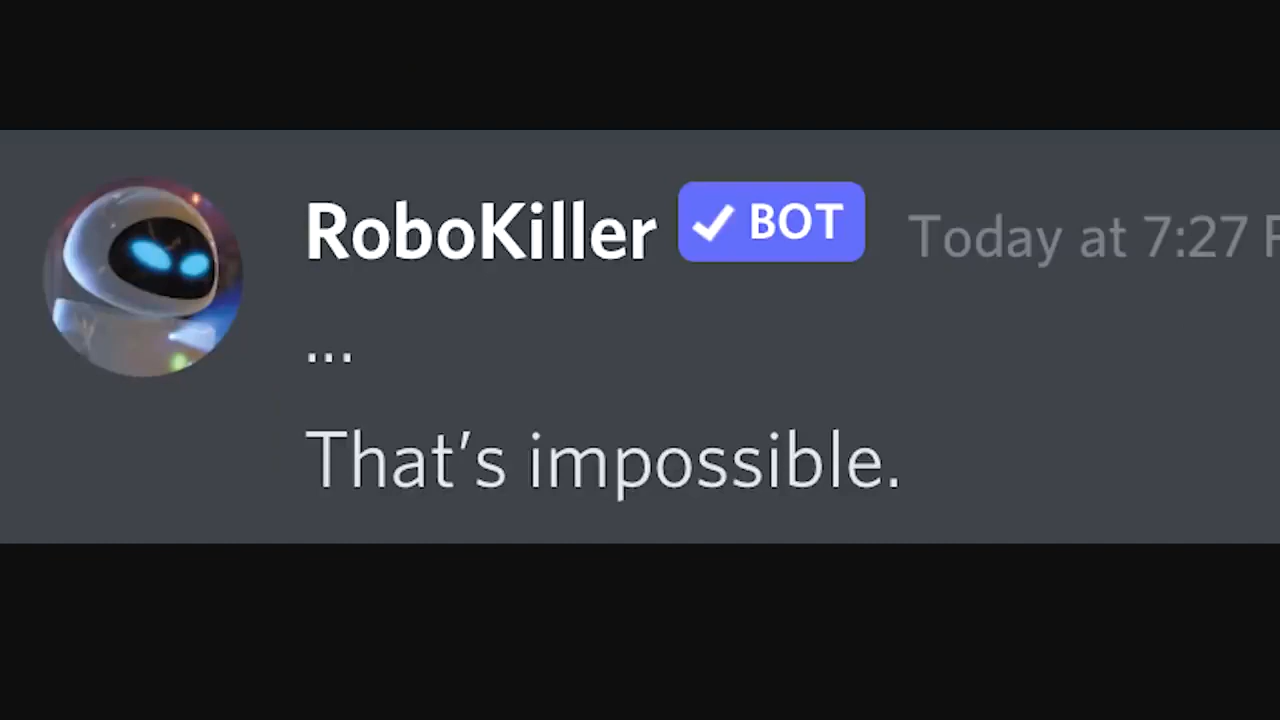 RoboKiller ✓ BOT Today at 7:27
...
That's impossible.